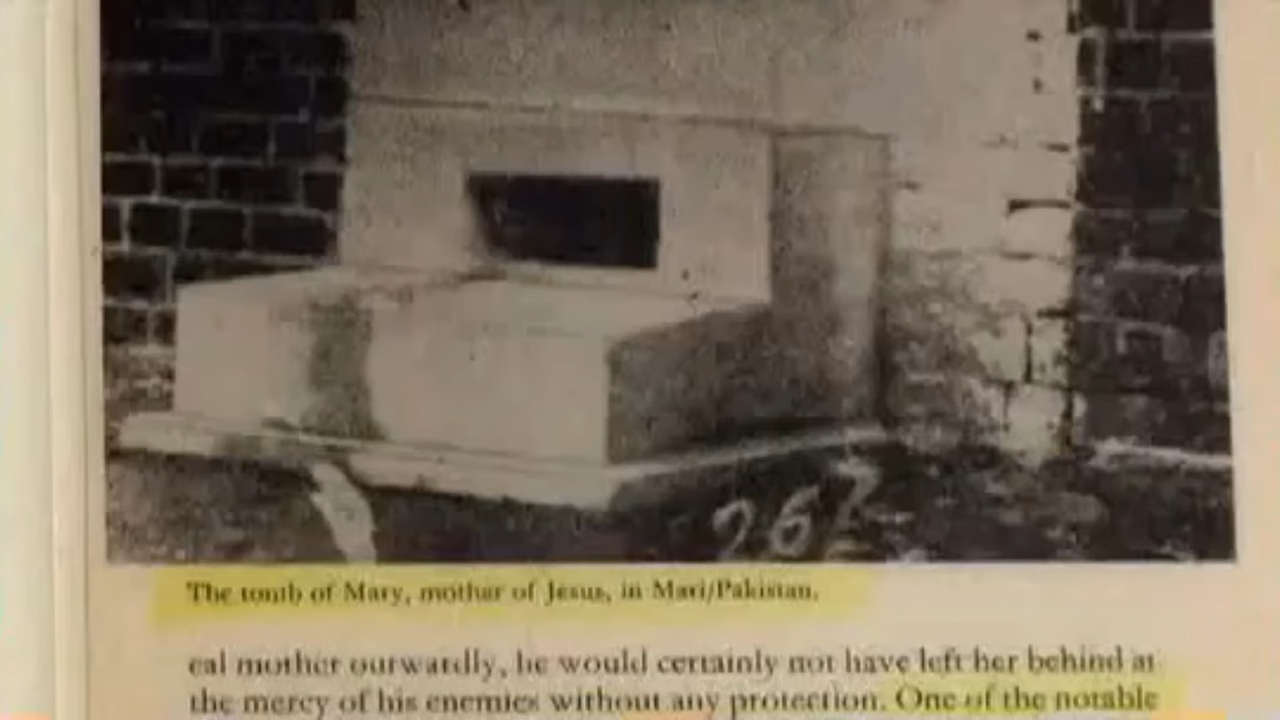 267
The tomb of Mary, mother of Jesus, in Mari/Pakistan.
eal mother outwardly, he would certainly not have left her behind at
the mercy of his enemies without any protection. One of the notable